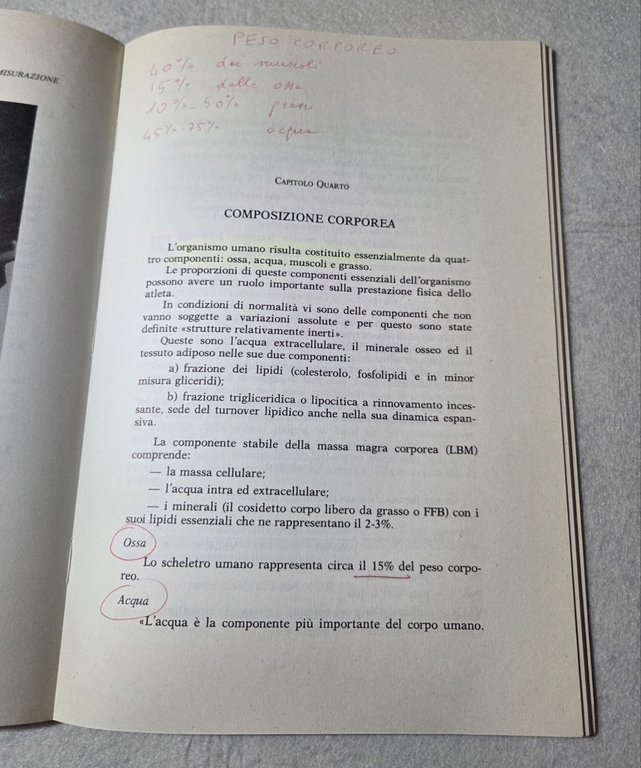 MISURAZIONE
PESO CORPOREO
40% dai muscoli
15% dalle ossa
10%-50% grasso
45%-75% acqua
CAPITOLO QUARTO
COMPOSIZIONE CORPOREA
L'organismo umano risulta costituito essenzialmente da quat-
tro componenti: ossa, acqua, muscoli e grasso.
Le proporzioni di queste componenti essenziali dell'organismo
possono avere un ruolo importante sulla prestazione fisica dello
atleta.
In condizioni di normalità vi sono delle componenti che non
vanno soggette a variazioni assolute e per questo sono state
definite «strutture relativamente inerti».
Queste sono l'acqua extracellulare, il minerale osseo ed il
tessuto adiposo nelle sue due componenti:
a) frazione dei lipidi (colesterolo, fosfolipidi e in minor
misura gliceridi);
b) frazione trigliceridica o lipocitica a rinnovamento inces-
sante, sede del turnover lipidico anche nella sua dinamica espan-
siva.
La componente stabile della massa magra corporea (LBM)
comprende:
— la massa cellulare;
— l'acqua intra ed extracellulare;
— i minerali (il cosidetto corpo libero da grasso o FFB) con i
suoi lipidi essenziali che ne rappresentano il 2-3%.
Ossa
Lo scheletro umano rappresenta circa il 15% del peso corpo-
reo.
Acqua
«L'acqua è la componente più importante del corpo umano.